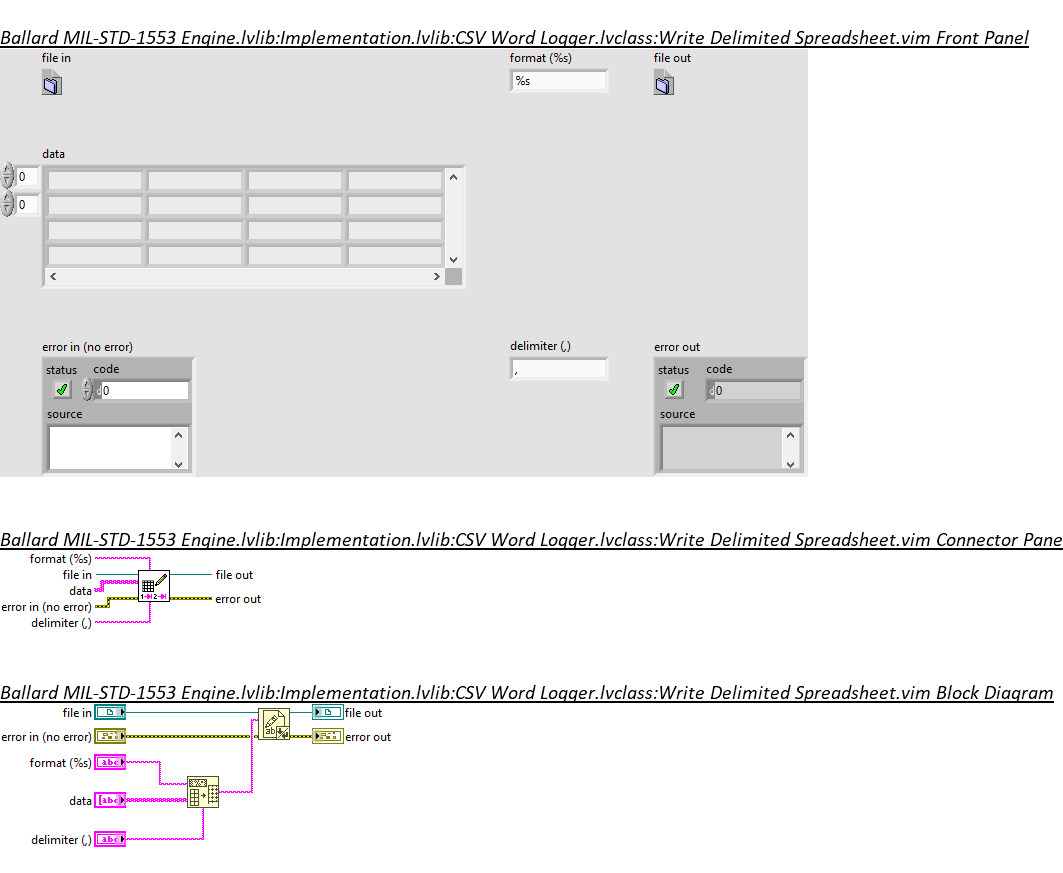 Ballard MIL-STD-1553 Engine.lvlib:Implementation.lvlib:CSV Word Logger.lvclass:Write Delimited Spreadsheet.vim Front Panel
file in
format (%s)
file out
%s
data
0
0
error in (no error)
delimiter (,)
error out
status
code
,
status
code
d 0
d 0
source
source
Ballard MIL-STD-1553 Engine.lvlib:Implementation.lvlib:CSV Word Logger.lvclass:Write Delimited Spreadsheet.vim Connector Pane
format (%s)
file in
file out
data
error in (no error)
error out
delimiter (,)
Ballard MIL-STD-1553 Engine.lvlib:Implementation.lvlib:CSV Word Logger.lvclass:Write Delimited Spreadsheet.vim Block Diagram
file in
file out
error in (no error)
error out
format (%s)
abc
data
[abc]
delimiter (,)
abc